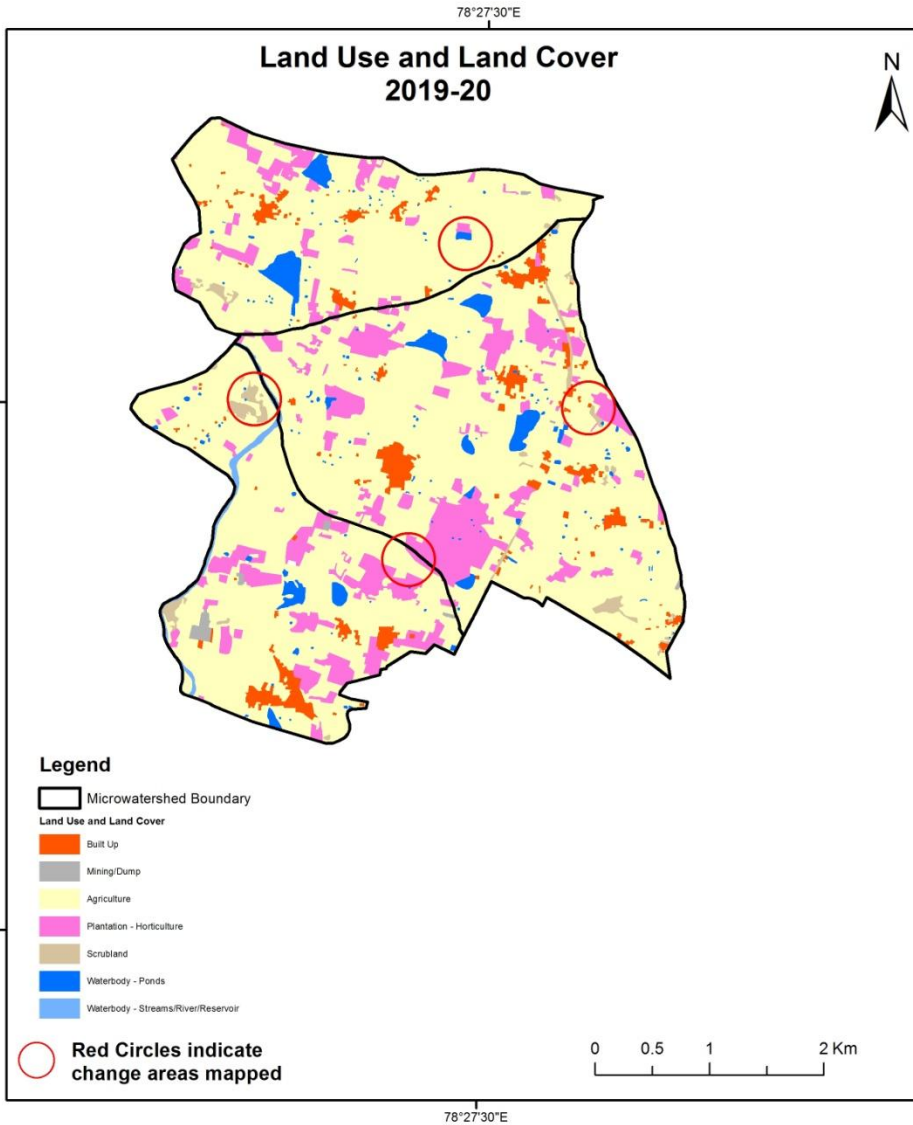 78°27'30"E
Land Use and Land Cover
2019-20
N
Legend
Microwatershed Boundary
Land Use and Land Cover
Built Up
Mining/Dump
Agriculture
Plantation - Horticulture
Scrubland
Waterbody - Ponds
Waterbody - Streams/River/Reservoir
Red Circles indicate
change areas mapped
0 0.5 1 2 Km
78°27'30"E